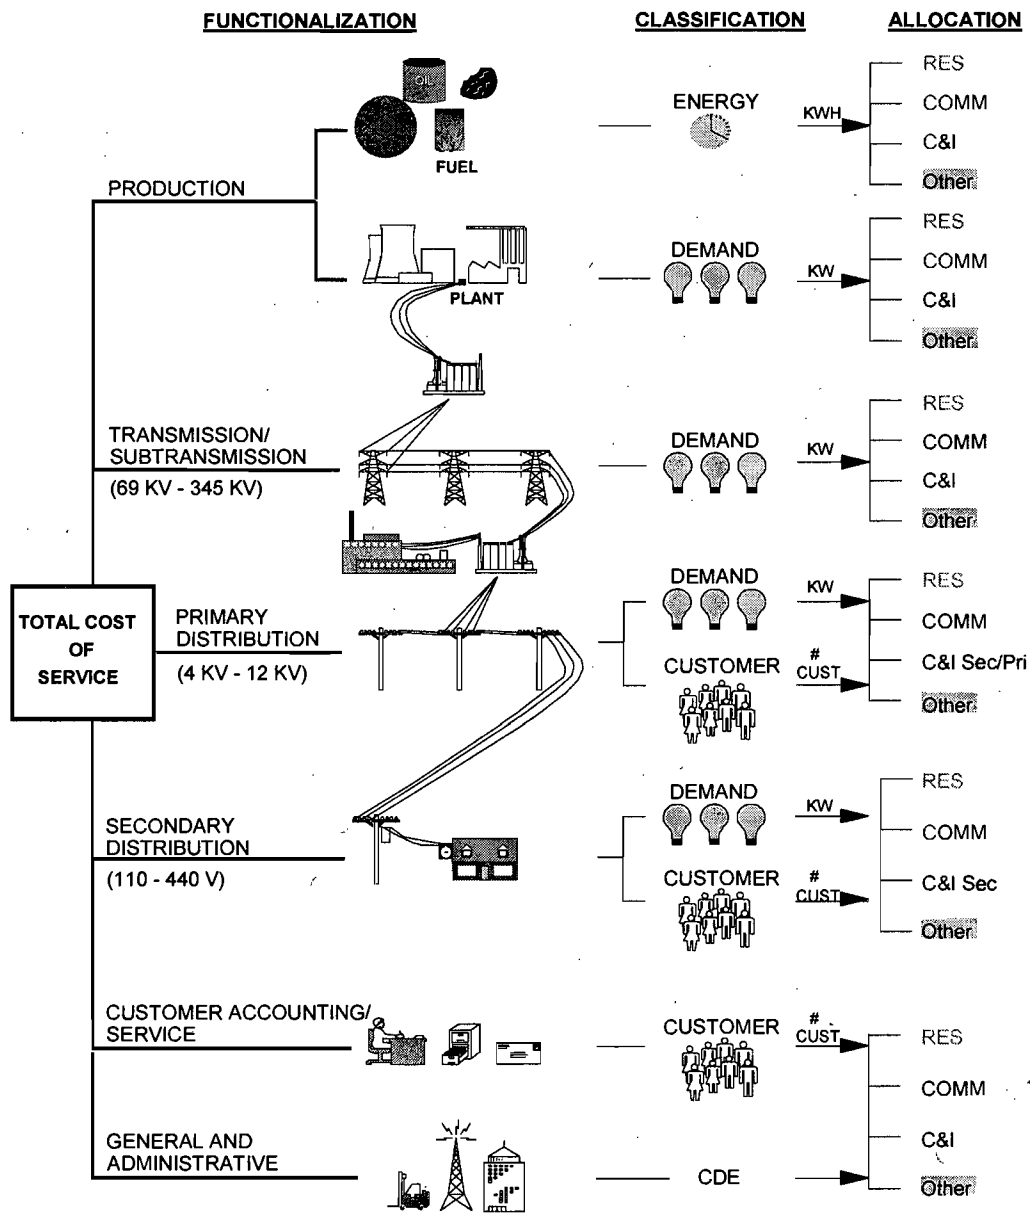 FUNCTIONALIZATION
CLASSIFICATION
ALLOCATION
OIL
FUEL
PRODUCTION
PLANT
ENERGY
KWH
RES
COMM
C&I
Other
DEMAND
KW
RES
COMM
C&I
Other
TRANSMISSION/
SUBTRANSMISSION
(69 KV - 345 KV)
DEMAND
KW
RES
COMM
C&I
Other
TOTAL COST
OF
SERVICE
PRIMARY
DISTRIBUTION
(4 KV - 12 KV)
DEMAND
KW
CUSTOMER
#
CUST
RES
COMM
C&I Sec/Pri
Other
SECONDARY
DISTRIBUTION
(110 - 440 V)
DEMAND
KW
CUSTOMER
#
CUST
RES
COMM
C&I Sec
Other
CUSTOMER ACCOUNTING/
SERVICE
CUSTOMER
#
CUST
GENERAL AND
ADMINISTRATIVE
CDE
RES
COMM
C&I
Other